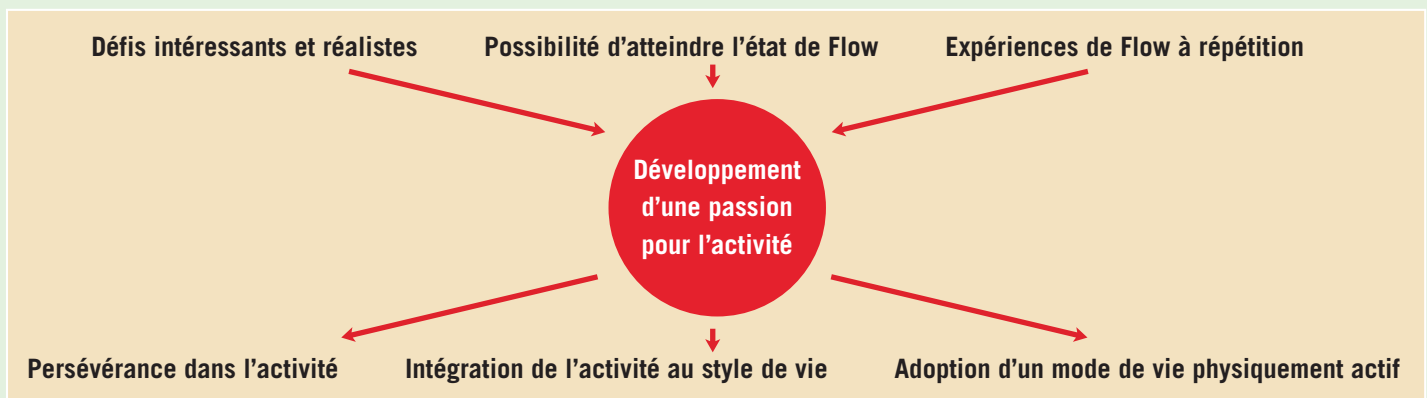 Défis intéressants et réalistes
Possibilité d’atteindre l’état de Flow
Expériences de Flow à répétition
Développement
d’une passion
pour l’activité
Persévérance dans l’activité
Intégration de l’activité au style de vie
Adoption d’un mode de vie physiquement actif